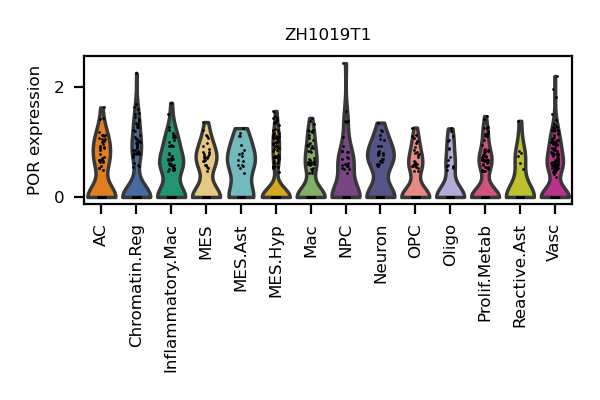 ZH1019T1
POR expression
2
0
AC
Chromatin.Reg
Inflammatory.Mac
MES
MES.Ast
MES.Hyp
Mac
NPC
Neuron
OPC
Oligo
Prolif.Metab
Reactive.Ast
Vasc